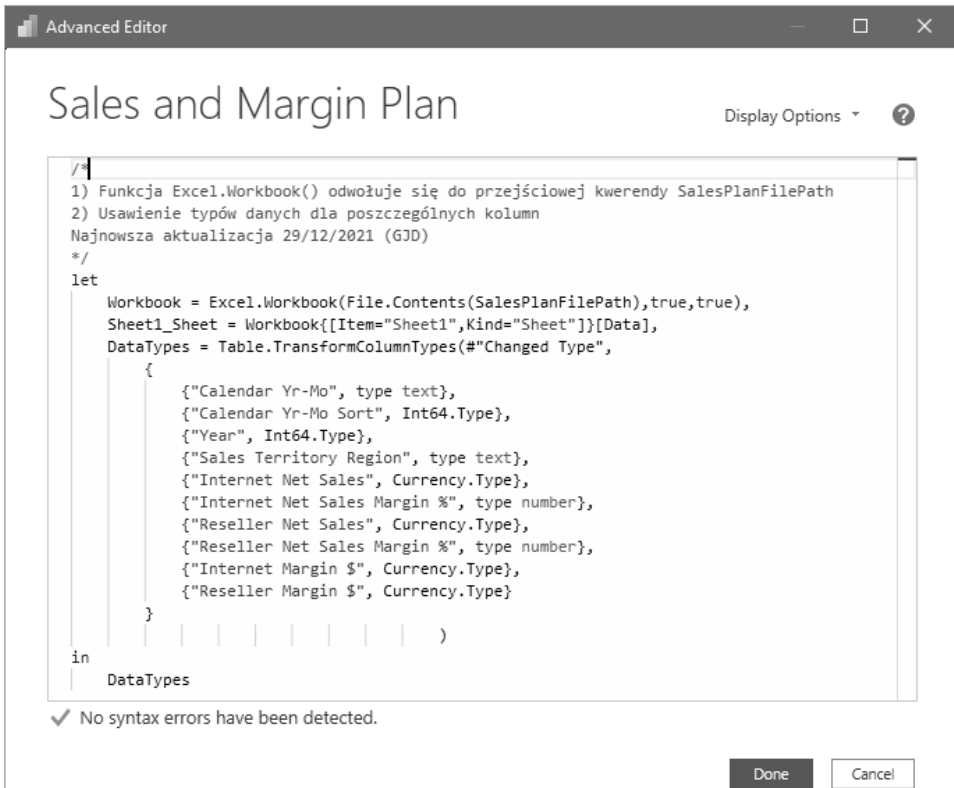 Advanced Editor
Sales and Margin Plan
Display Options
/*
1) Funkcja Excel.Workbook() odwołuje się do przejściowej kwerendy SalesPlanFilePath
2) Usawienie typów danych dla poszczególnych kolumn
Najnowsza aktualizacja 29/12/2021 (GJD)
*/
let
Workbook = Excel.Workbook(File.Contents(SalesPlanFilePath),true,true),
Sheet1_Sheet = Workbook{[Item="Sheet1",Kind="Sheet"]}[Data],
DataTypes = Table.TransformColumnTypes(#"Changed Type",
{
{"Calendar Yr-Mo", type text},
{"Calendar Yr-Mo Sort", Int64.Type},
{"Year", Int64.Type},
{"Sales Territory Region", type text},
{"Internet Net Sales", Currency.Type},
{"Internet Net Sales Margin %", type number},
{"Reseller Net Sales", Currency.Type},
{"Reseller Net Sales Margin %", type number},
{"Internet Margin $", Currency.Type},
{"Reseller Margin $", Currency.Type}
}
)
in
DataTypes
No syntax errors have been detected.
Done
Cancel